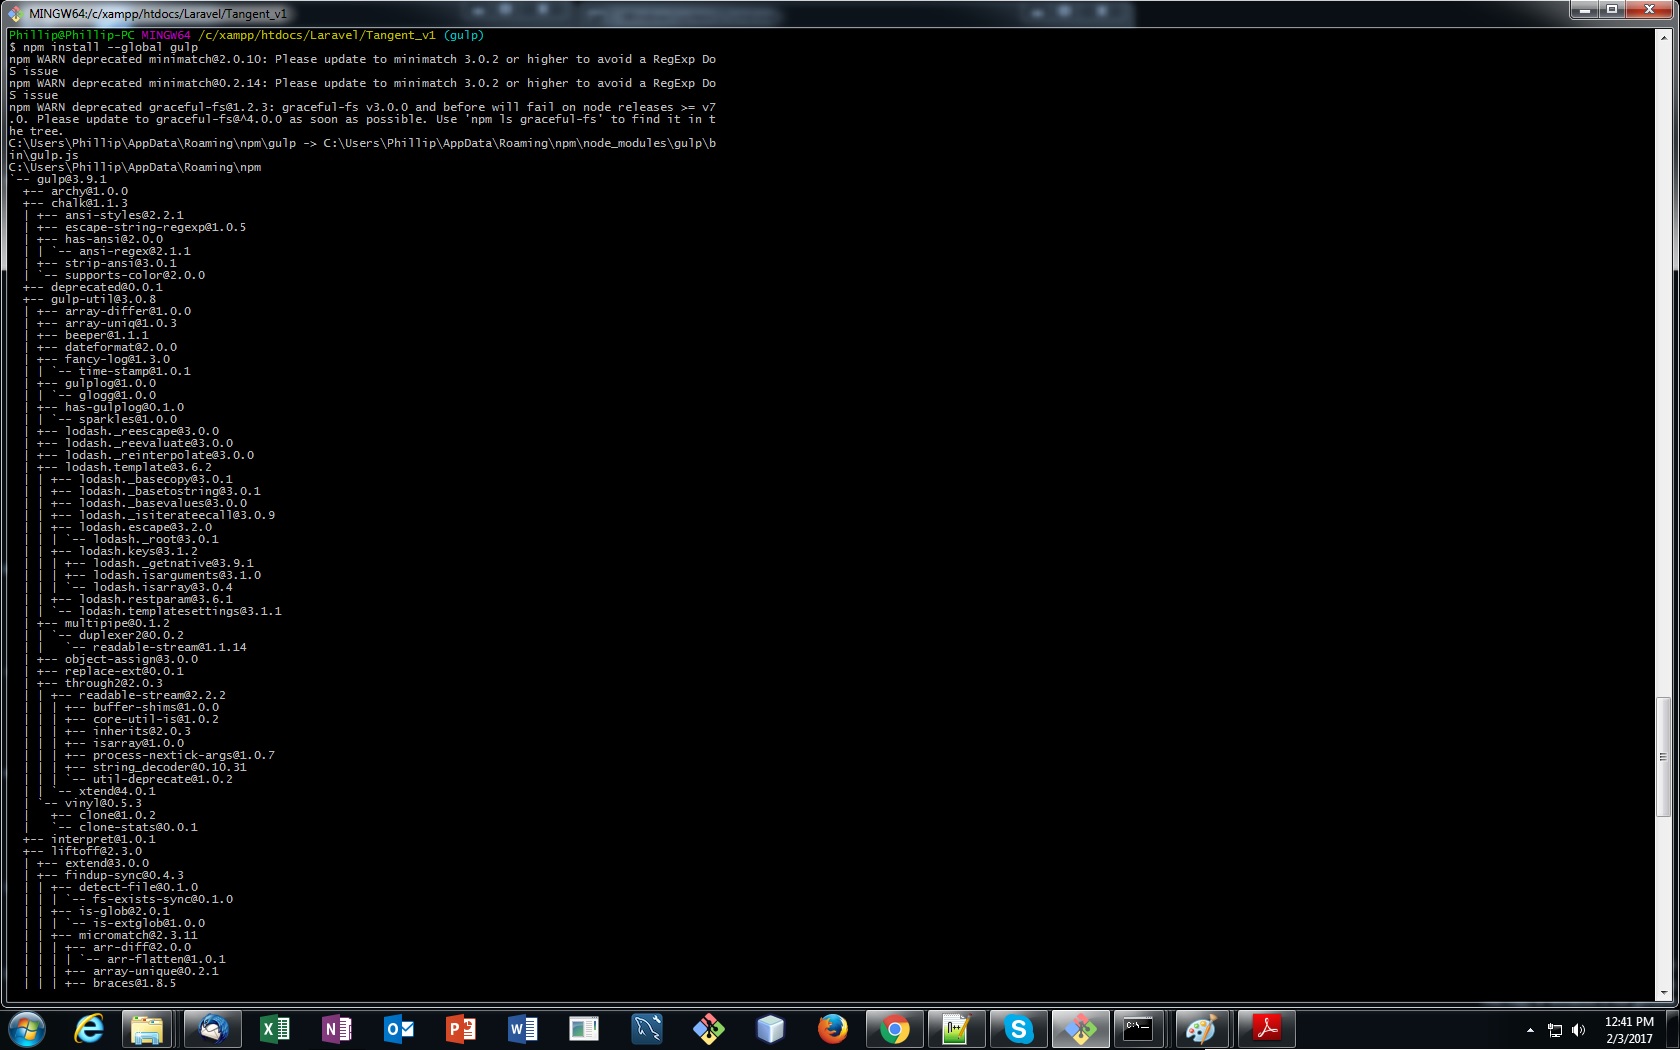 MINGW64:/c/xampp/htdocs/Laravel/Tangent_v1
Phillip@Phillip-PC MINGW64 /c/xampp/htdocs/Laravel/Tangent_v1 (gulp)
$ npm install --global gulp
npm WARN deprecated minimatch@2.0.10: Please update to minimatch 3.0.2 or higher to avoid a RegExp Do
S issue
npm WARN deprecated minimatch@0.2.14: Please update to minimatch 3.0.2 or higher to avoid a RegExp Do
S issue
npm WARN deprecated graceful-fs@1.2.3: graceful-fs v3.0.0 and before will fail on node releases >= v7
.0. Please update to graceful-fs@^4.0.0 as soon as possible. Use 'npm ls graceful-fs' to find it in t
he tree.
C:\Users\Phillip\AppData\Roaming\npm\gulp -> C:\Users\Phillip\AppData\Roaming\npm\node_modules\gulp\b
in\gulp.js
C:\Users\Phillip\AppData\Roaming\npm
`-- gulp@3.9.1
  +-- archy@1.0.0
  +-- chalk@1.1.3
  | +-- ansi-styles@2.2.1
  | +-- escape-string-regexp@1.0.5
  | +-- has-ansi@2.0.0
  | | `-- ansi-regex@2.1.1
  | +-- strip-ansi@3.0.1
  | `-- supports-color@2.0.0
  +-- deprecated@0.0.1
  +-- gulp-util@3.0.8
  | +-- array-differ@1.0.0
  | +-- array-uniq@1.0.3
  | +-- beeper@1.1.1
  | +-- dateformat@2.0.0
  | +-- fancy-log@1.3.0
  | | `-- time-stamp@1.0.1
  | +-- gulplog@1.0.0
  | | `-- glogg@1.0.0
  | +-- has-gulplog@0.1.0
  | | `-- sparkles@1.0.0
  | +-- lodash._reescape@3.0.0
  | +-- lodash._reevaluate@3.0.0
  | +-- lodash._reinterpolate@3.0.0
  | +-- lodash.template@3.6.2
  | | +-- lodash._basecopy@3.0.1
  | | +-- lodash._basetostring@3.0.1
  | | +-- lodash._basevalues@3.0.0
  | | +-- lodash._isiterateecall@3.0.9
  | | +-- lodash.escape@3.2.0
  | | | `-- lodash._root@3.0.1
  | | +-- lodash.keys@3.1.2
  | | | +-- lodash._getnative@3.9.1
  | | | +-- lodash.isarguments@3.1.0
  | | | `-- lodash.isarray@3.0.4
  | | +-- lodash.restparam@3.6.1
  | | `-- lodash.templatesettings@3.1.1
  | +-- multipipe@0.1.2
  | | `-- duplexer2@0.0.2
  | |   `-- readable-stream@1.1.14
  | +-- object-assign@3.0.0
  | +-- replace-ext@0.0.1
  | +-- through2@2.0.3
  | | +-- readable-stream@2.2.2
  | | | +-- buffer-shims@1.0.0
  | | | +-- core-util-is@1.0.2
  | | | +-- inherits@2.0.3
  | | | +-- isarray@1.0.0
  | | | +-- process-nextick-args@1.0.7
  | | | +-- string_decoder@0.10.31
  | | | `-- util-deprecate@1.0.2
  | | `-- xtend@4.0.1
  | `-- vinyl@0.5.3
  |   +-- clone@1.0.2
  |   `-- clone-stats@0.0.1
  +-- interpret@1.0.1
  +-- liftoff@2.3.0
  | +-- extend@3.0.0
  | +-- findup-sync@0.4.3
  | | +-- detect-file@0.1.0
  | | | `-- fs-exists-sync@0.1.0
  | | +-- is-glob@2.0.1
  | | | `-- is-extglob@1.0.0
  | | +-- micromatch@2.3.11
  | | | +-- arr-diff@2.0.0
  | | | | `-- arr-flatten@1.0.1
  | | | +-- array-unique@0.2.1
  | | | +-- braces@1.8.5
12:41 PM
2/3/2017